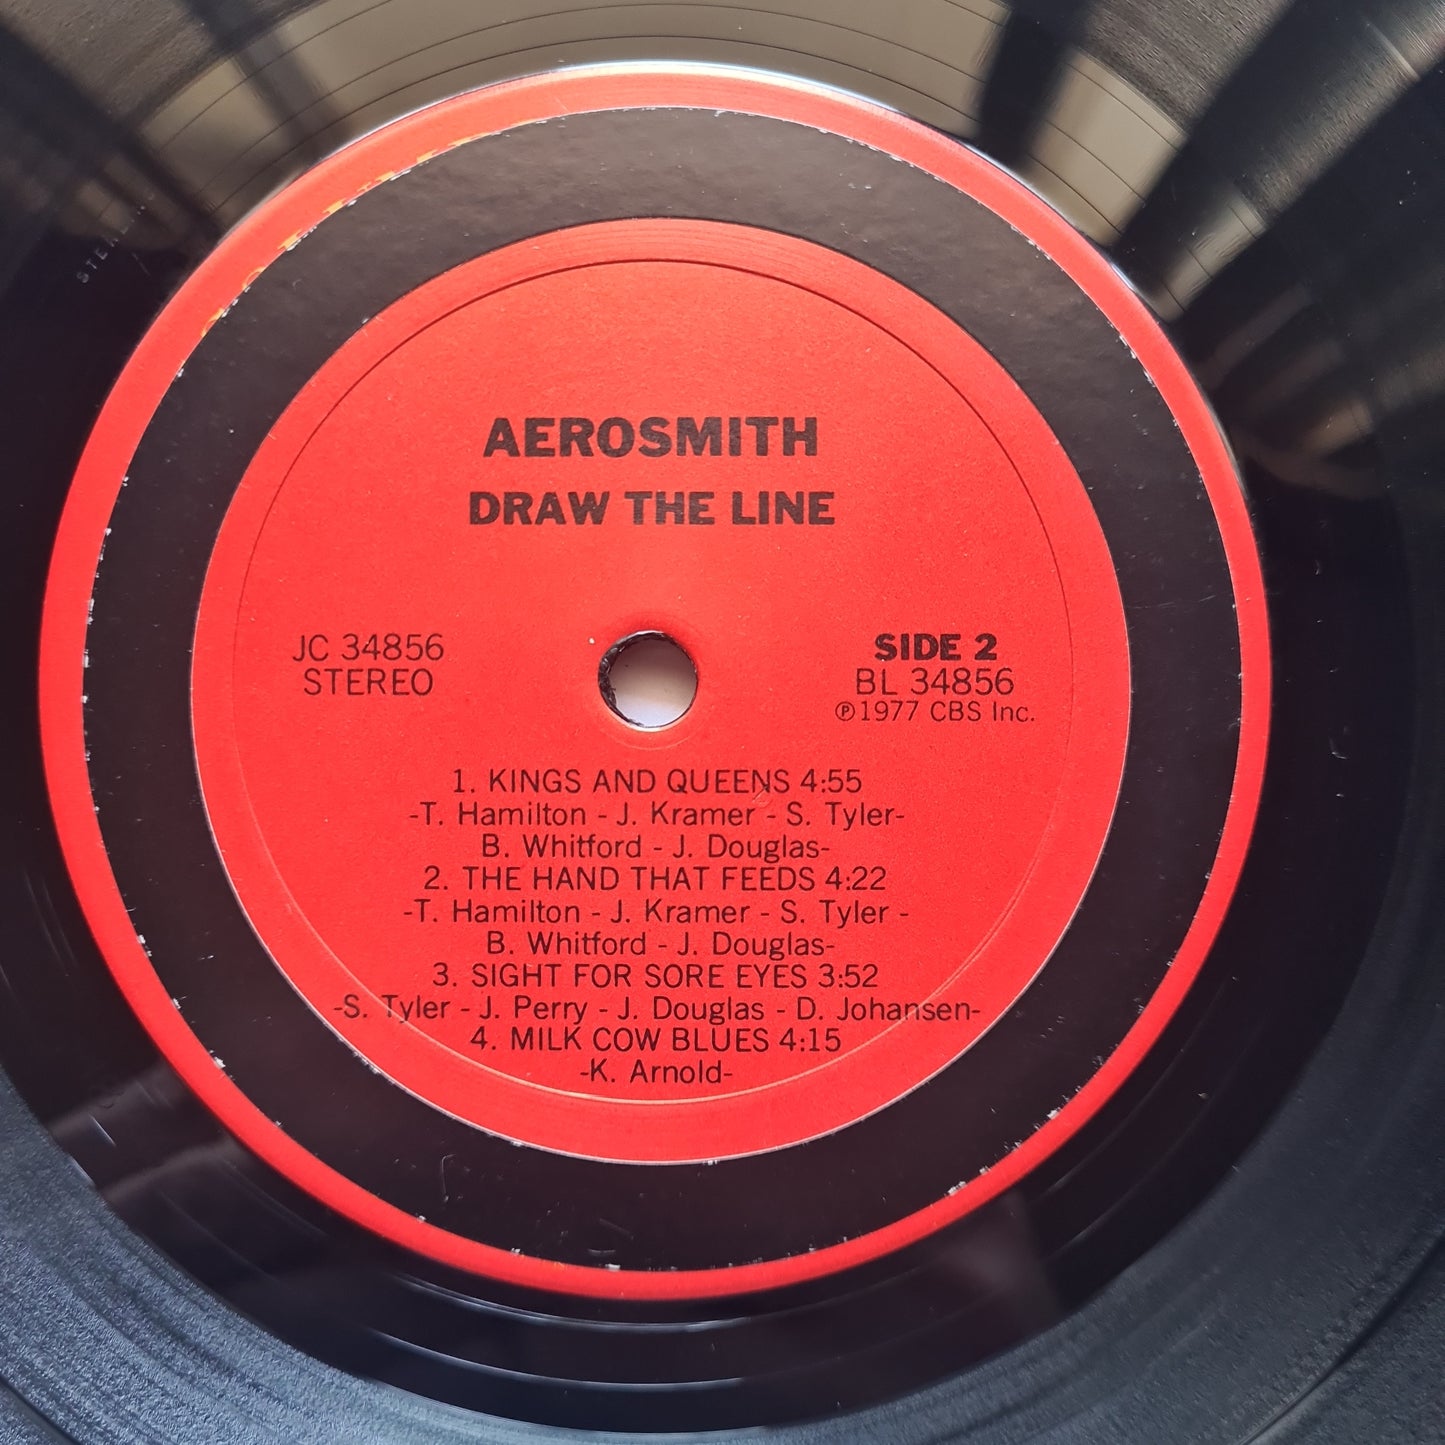 AEROSMITH
DRAW THE LINE
JC 34856
STEREO
SIDE 2
BL 34856
℗1977 CBS Inc.
1. KINGS AND QUEENS 4:55
-T. Hamilton - J. Kramer - S. Tyler-
B. Whitford - J. Douglas-
2. THE HAND THAT FEEDS 4:22
-T. Hamilton - J. Kramer - S. Tyler -
B. Whitford - J. Douglas-
3. SIGHT FOR SORE EYES 3:52
-S. Tyler - J. Perry - J. Douglas - D. Johansen-
4. MILK COW BLUES 4:15
-K. Arnold-